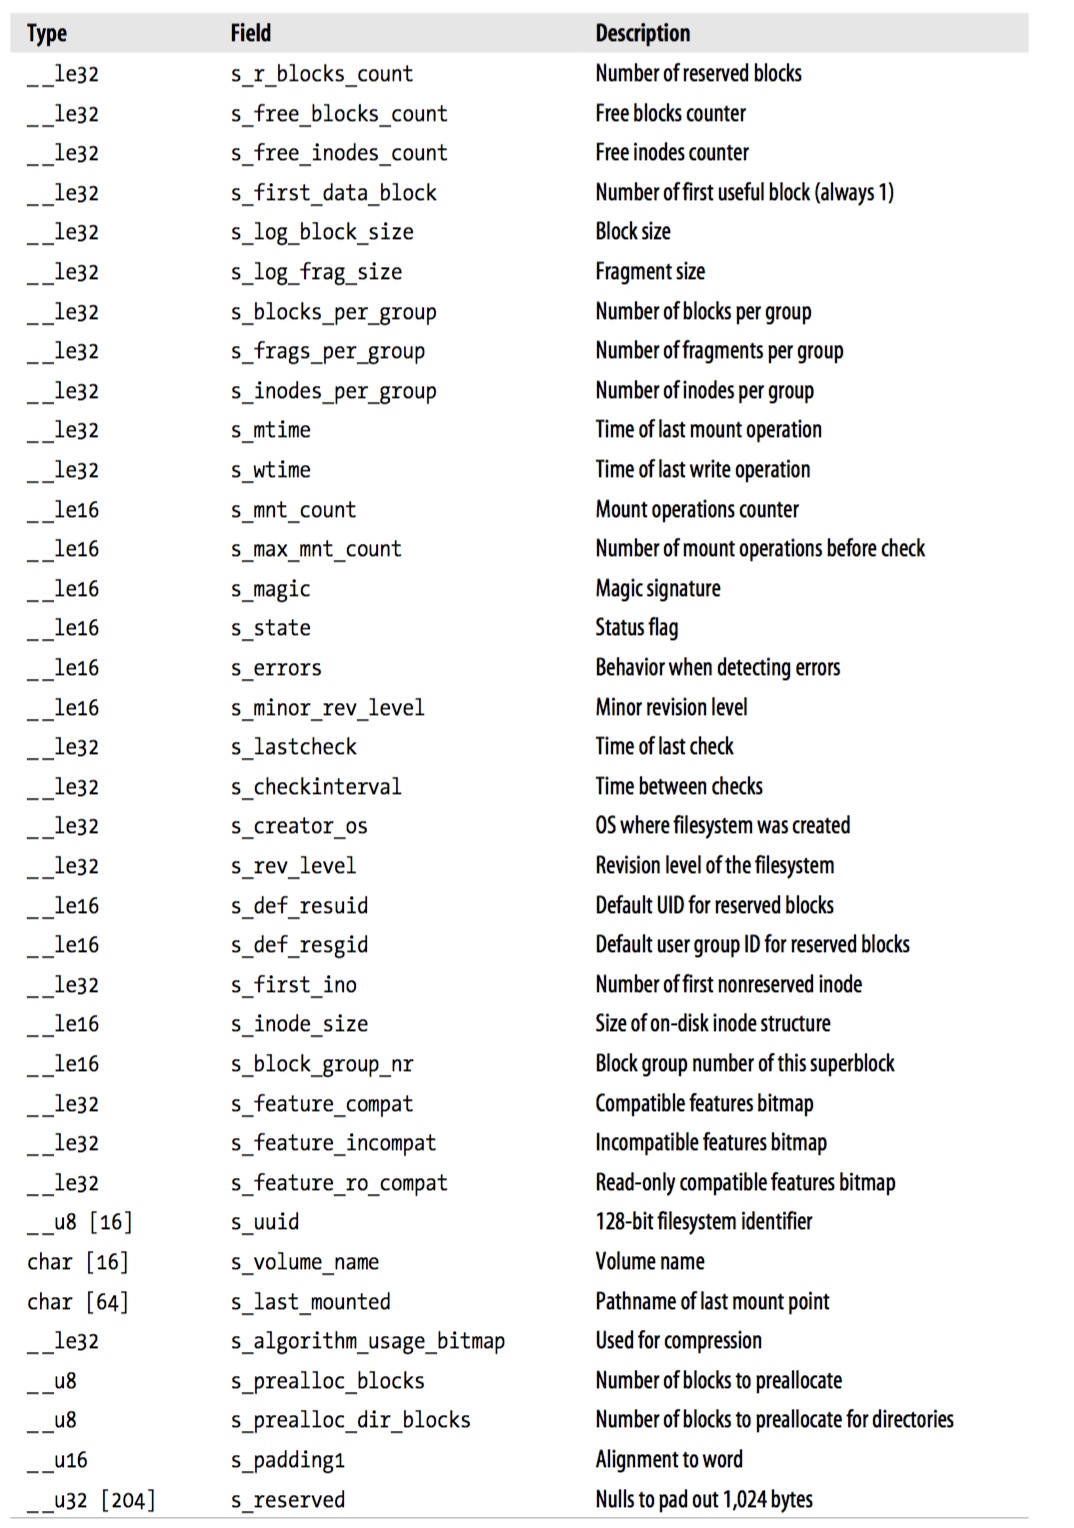 Type Field Description
__le32 s_r_blocks_count Number of reserved blocks
__le32 s_free_blocks_count Free blocks counter
__le32 s_free_inodes_count Free inodes counter
__le32 s_first_data_block Number of first useful block (always 1)
__le32 s_log_block_size Block size
__le32 s_log_frag_size Fragment size
__le32 s_blocks_per_group Number of blocks per group
__le32 s_frags_per_group Number of fragments per group
__le32 s_inodes_per_group Number of inodes per group
__le32 s_mtime Time of last mount operation
__le32 s_wtime Time of last write operation
__le16 s_mnt_count Mount operations counter
__le16 s_max_mnt_count Number of mount operations before check
__le16 s_magic Magic signature
__le16 s_state Status flag
__le16 s_errors Behavior when detecting errors
__le16 s_minor_rev_level Minor revision level
__le32 s_lastcheck Time of last check
__le32 s_checkinterval Time between checks
__le32 s_creator_os OS where filesystem was created
__le32 s_rev_level Revision level of the filesystem
__le16 s_def_resuid Default UID for reserved blocks
__le16 s_def_resgid Default user group ID for reserved blocks
__le32 s_first_ino Number of first nonreserved inode
__le16 s_inode_size Size of on-disk inode structure
__le16 s_block_group_nr Block group number of this superblock
__le32 s_feature_compat Compatible features bitmap
__le32 s_feature_incompat Incompatible features bitmap
__le32 s_feature_ro_compat Read-only compatible features bitmap
__u8 [16] s_uuid 128-bit filesystem identifier
char [16] s_volume_name Volume name
char [64] s_last_mounted Pathname of last mount point
__le32 s_algorithm_usage_bitmap Used for compression
__u8 s_prealloc_blocks Number of blocks to preallocate
__u8 s_prealloc_dir_blocks Number of blocks to preallocate for directories
__u16 s_padding1 Alignment to word
__u32 [204] s_reserved Nulls to pad out 1,024 bytes